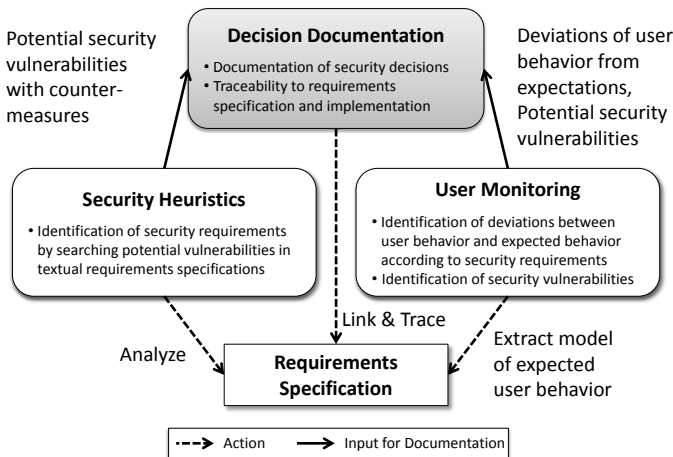 Potential security
vulnerabilities
with counter-
measures
Decision Documentation
• Documentation of security decisions
• Traceability to requirements
specification and implementation
Deviations of user
behavior from
expectations,
Potential security
vulnerabilities
Security Heuristics
• Identification of security requirements
by searching potential vulnerabilities in
textual requirements specifications
User Monitoring
• Identification of deviations between
user behavior and expected behavior
according to security requirements
• Identification of security vulnerabilities
Analyze
Link & Trace
Extract model
of expected
user behavior
Requirements
Specification
Action
Input for Documentation